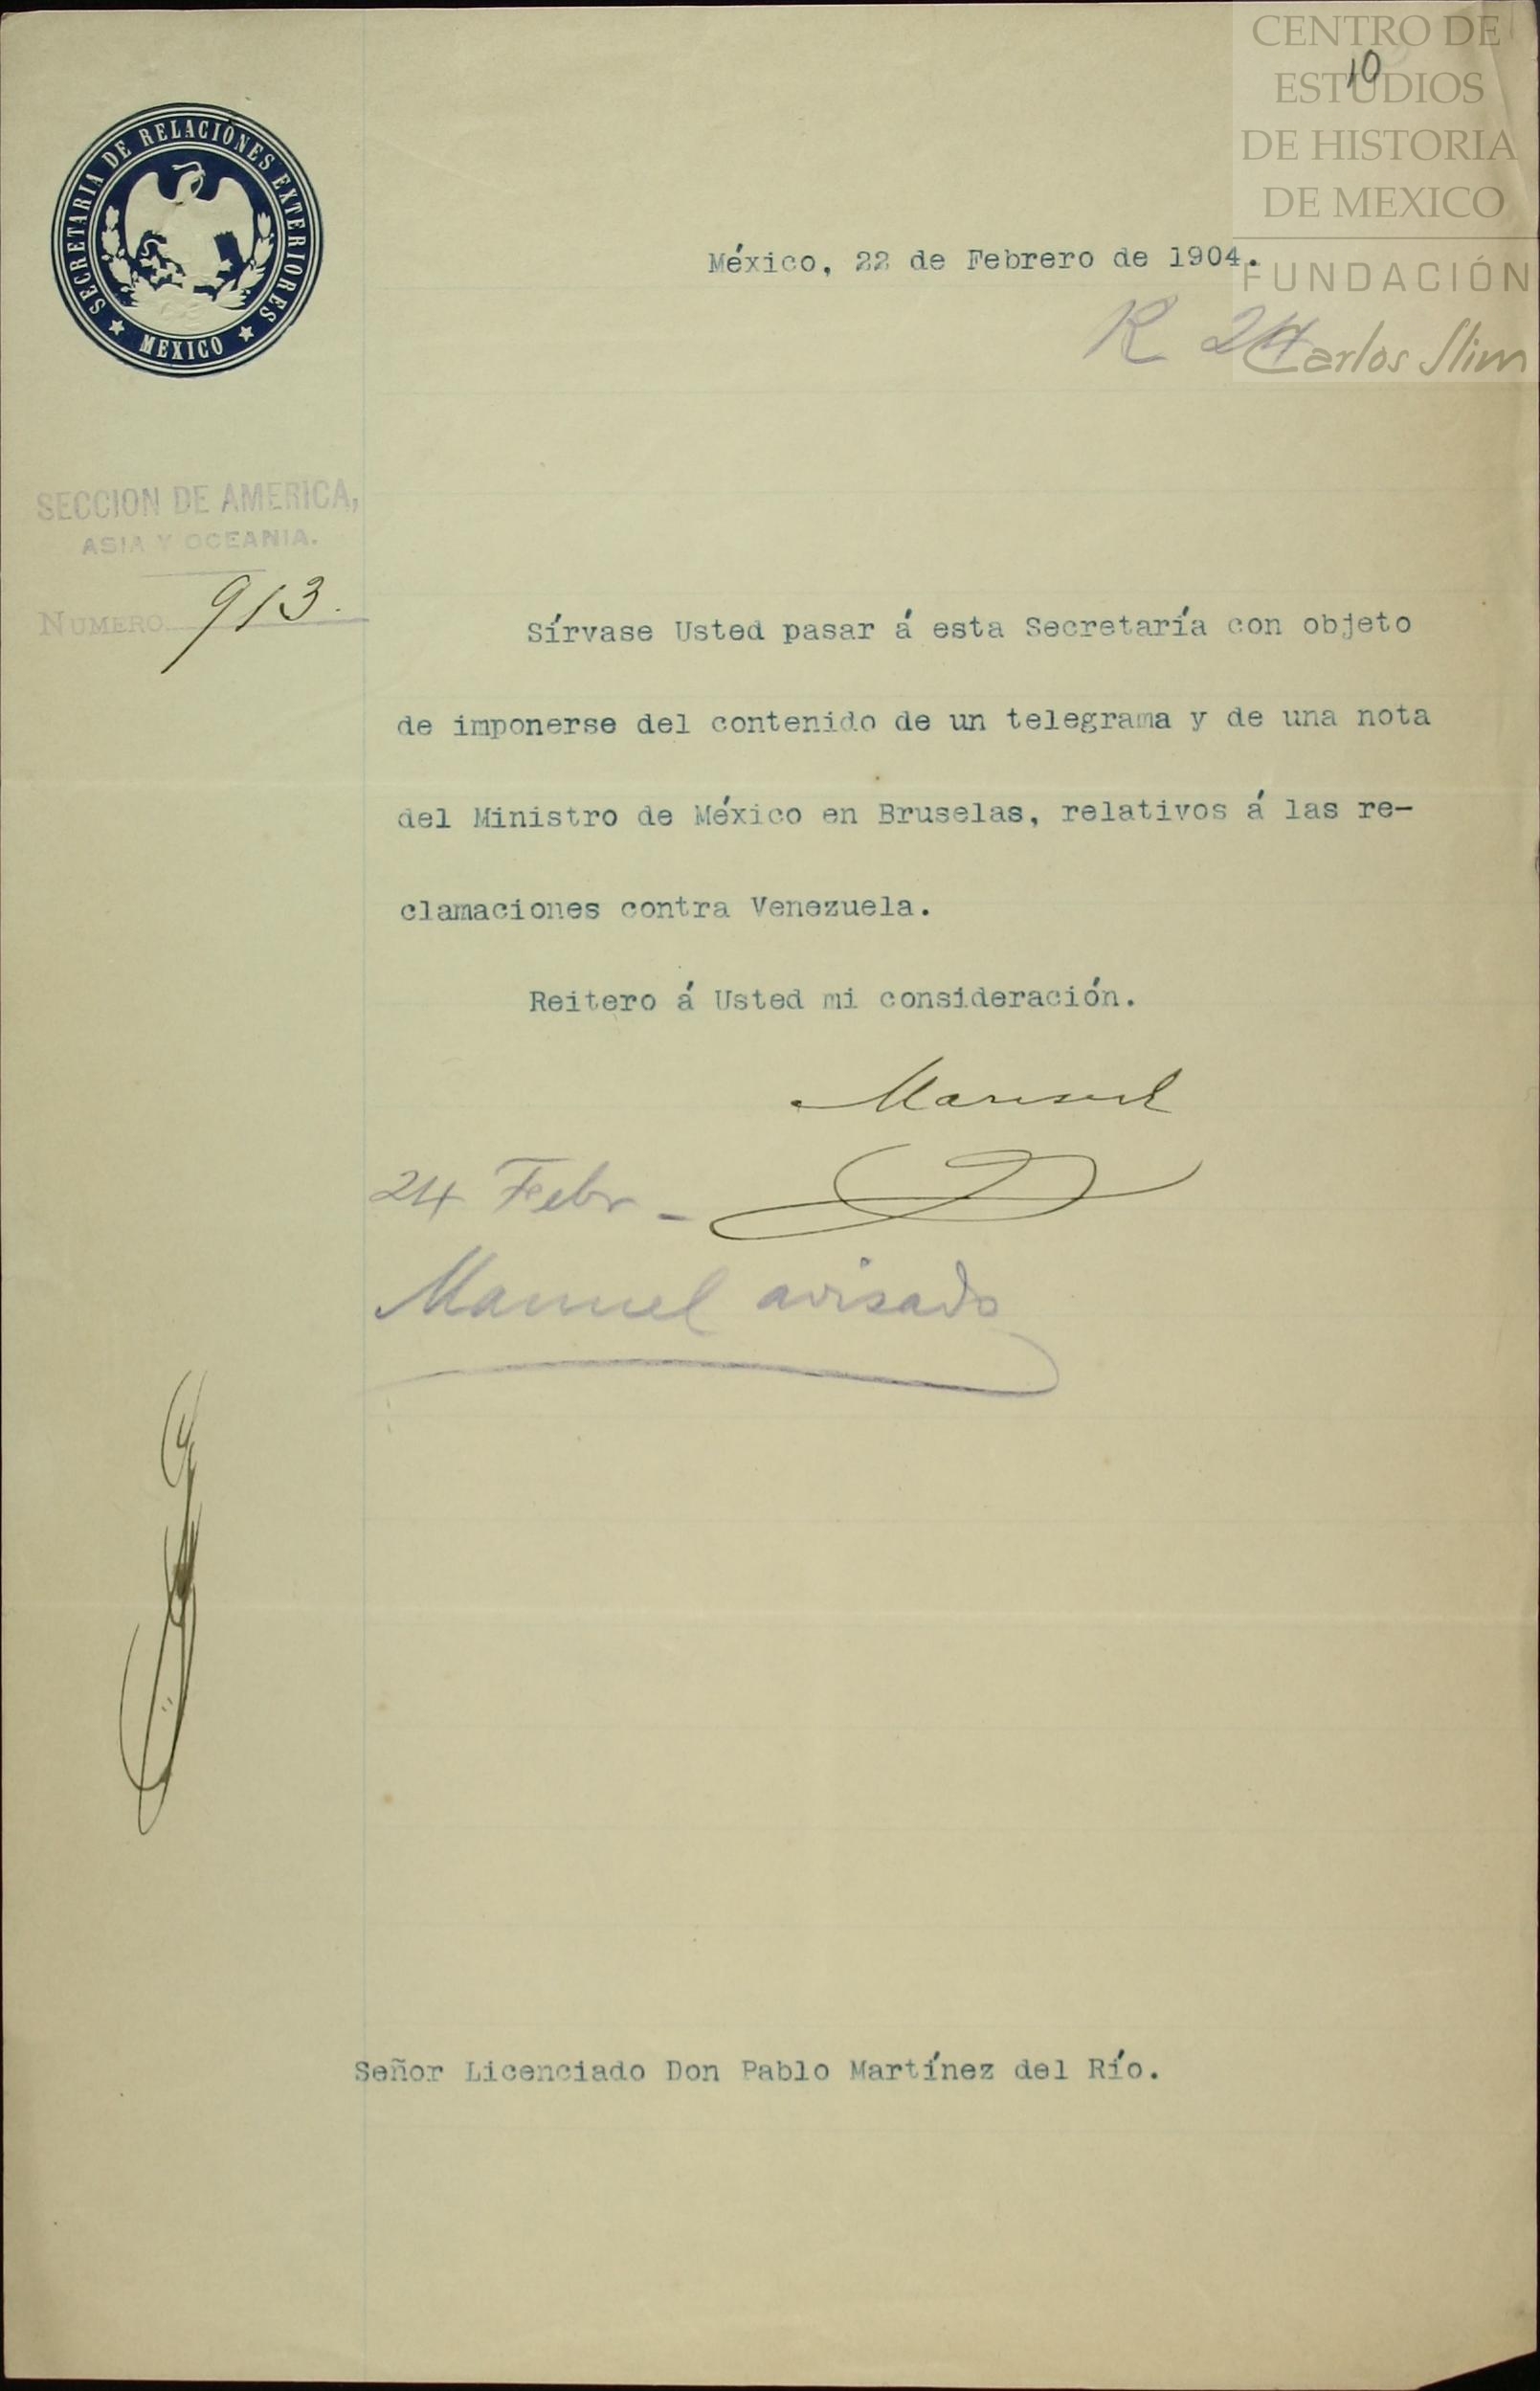 CENTRO DE
ESTUDIOS
DE HISTORIA
DE MEXICO
FUNDACIÓN
Carlos Slim
10
SECRETARIA DE RELACIONES EXTERIORES
MEXICO
México, 22 de Febrero de 1904.
R 24
SECCION DE AMERICA,
ASIA Y OCEANIA.
NUMERO 913.
Sírvase Usted pasar á esta Secretaría con objeto
de imponerse del contenido de un telegrama y de una nota
del Ministro de México en Bruselas, relativos á las re-
clamaciones contra Venezuela.
Reitero á Usted mi consideración.
Mariscal
24 Febr -
Manuel avisado
Señor Licenciado Don Pablo Martínez del Río.